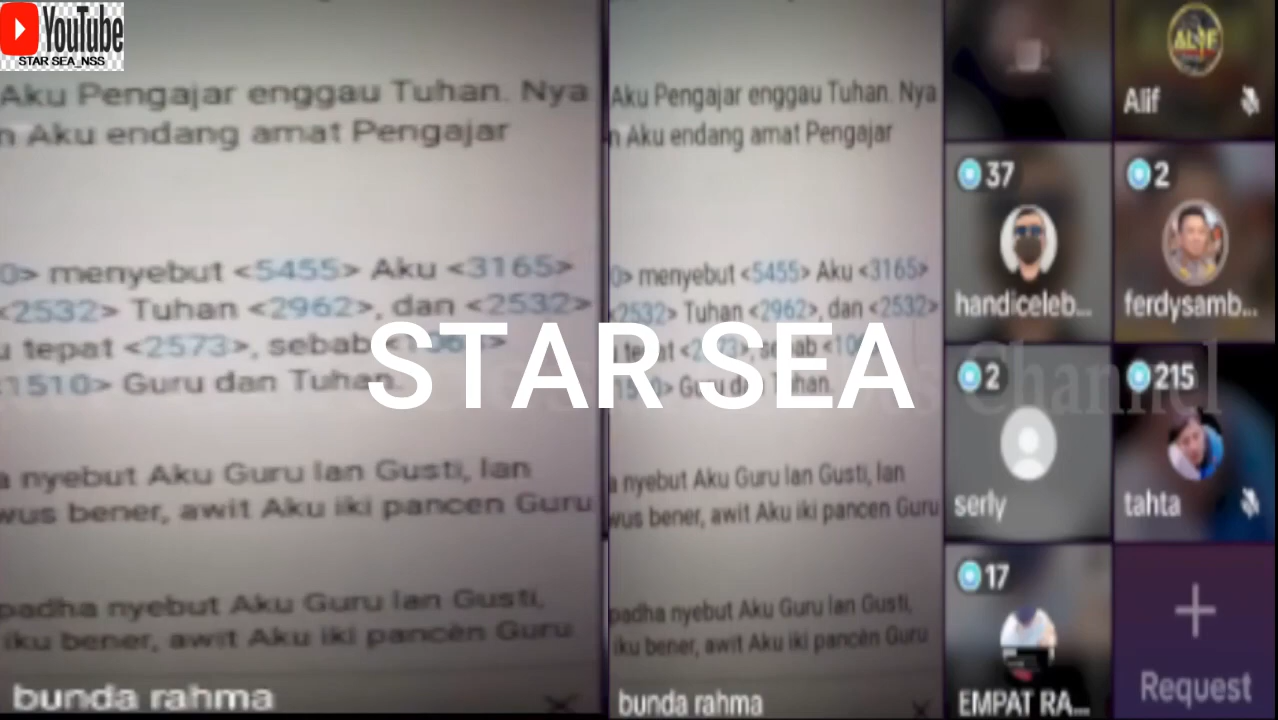 YouTube
STAR SEA_NSS
Aku Pengajar enggau Tuhan. Nya
n Aku endang amat Pengajar
0> menyebut <5455> Aku <3165>
<2532> Tuhan <2962>, dan <2532>
tepat <2573>, sebab
1510> Guru dan Tuhan.
a nyebut Aku Guru lan Gusti, lan
wus bener, awit Aku iki pancen Guru
padha nyebut Aku Guru lan Gusti,
iku bener, awit Aku iki pancèn Guru
bunda rahma
Aku Pengajar enggau Tuhan. Nya
n Aku endang amat Pengajar
0> menyebut <5455> Aku <3165>
<2532> Tuhan <2962>, dan <2532>
tepat
Tuhan.
a nyebut Aku Guru lan Gusti, lan
wus bener, awit Aku iki pancen Guru
padha nyebut Aku Guru lan Gusti,
iku bener, awit Aku iki pancèn Guru
bunda rahma
STAR SEA
Channel
ALIF
Alif
37
handiceleb...
2
ferdysamb...
2
serly
215
tahta
17
EMPAT RA...
Request